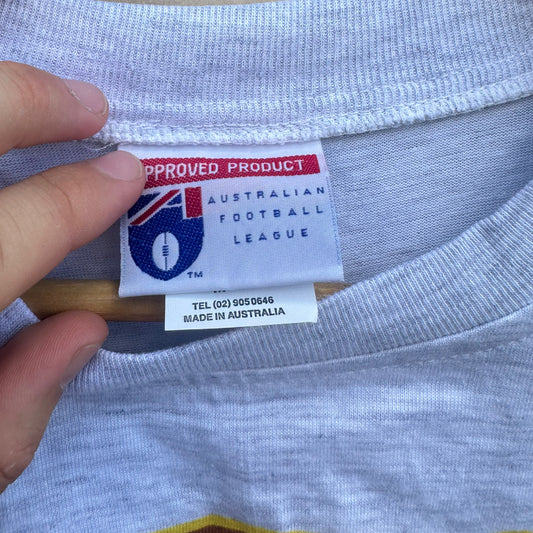 APPROVED PRODUCT
AUSTRALIAN
FOOTBALL
LEAGUE
TM
TEL (02) 9050646
MADE IN AUSTRALIA